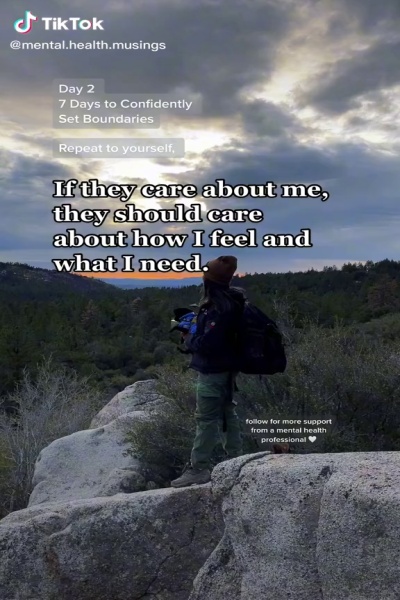 TikTok
@mental.health.musings
Day 2
7 Days to Confidently
Set Boundaries
Repeat to yourself,
If they care about me,
they should care
about how I feel and
what I need.
follow for more support
from a mental health
professional 🤍